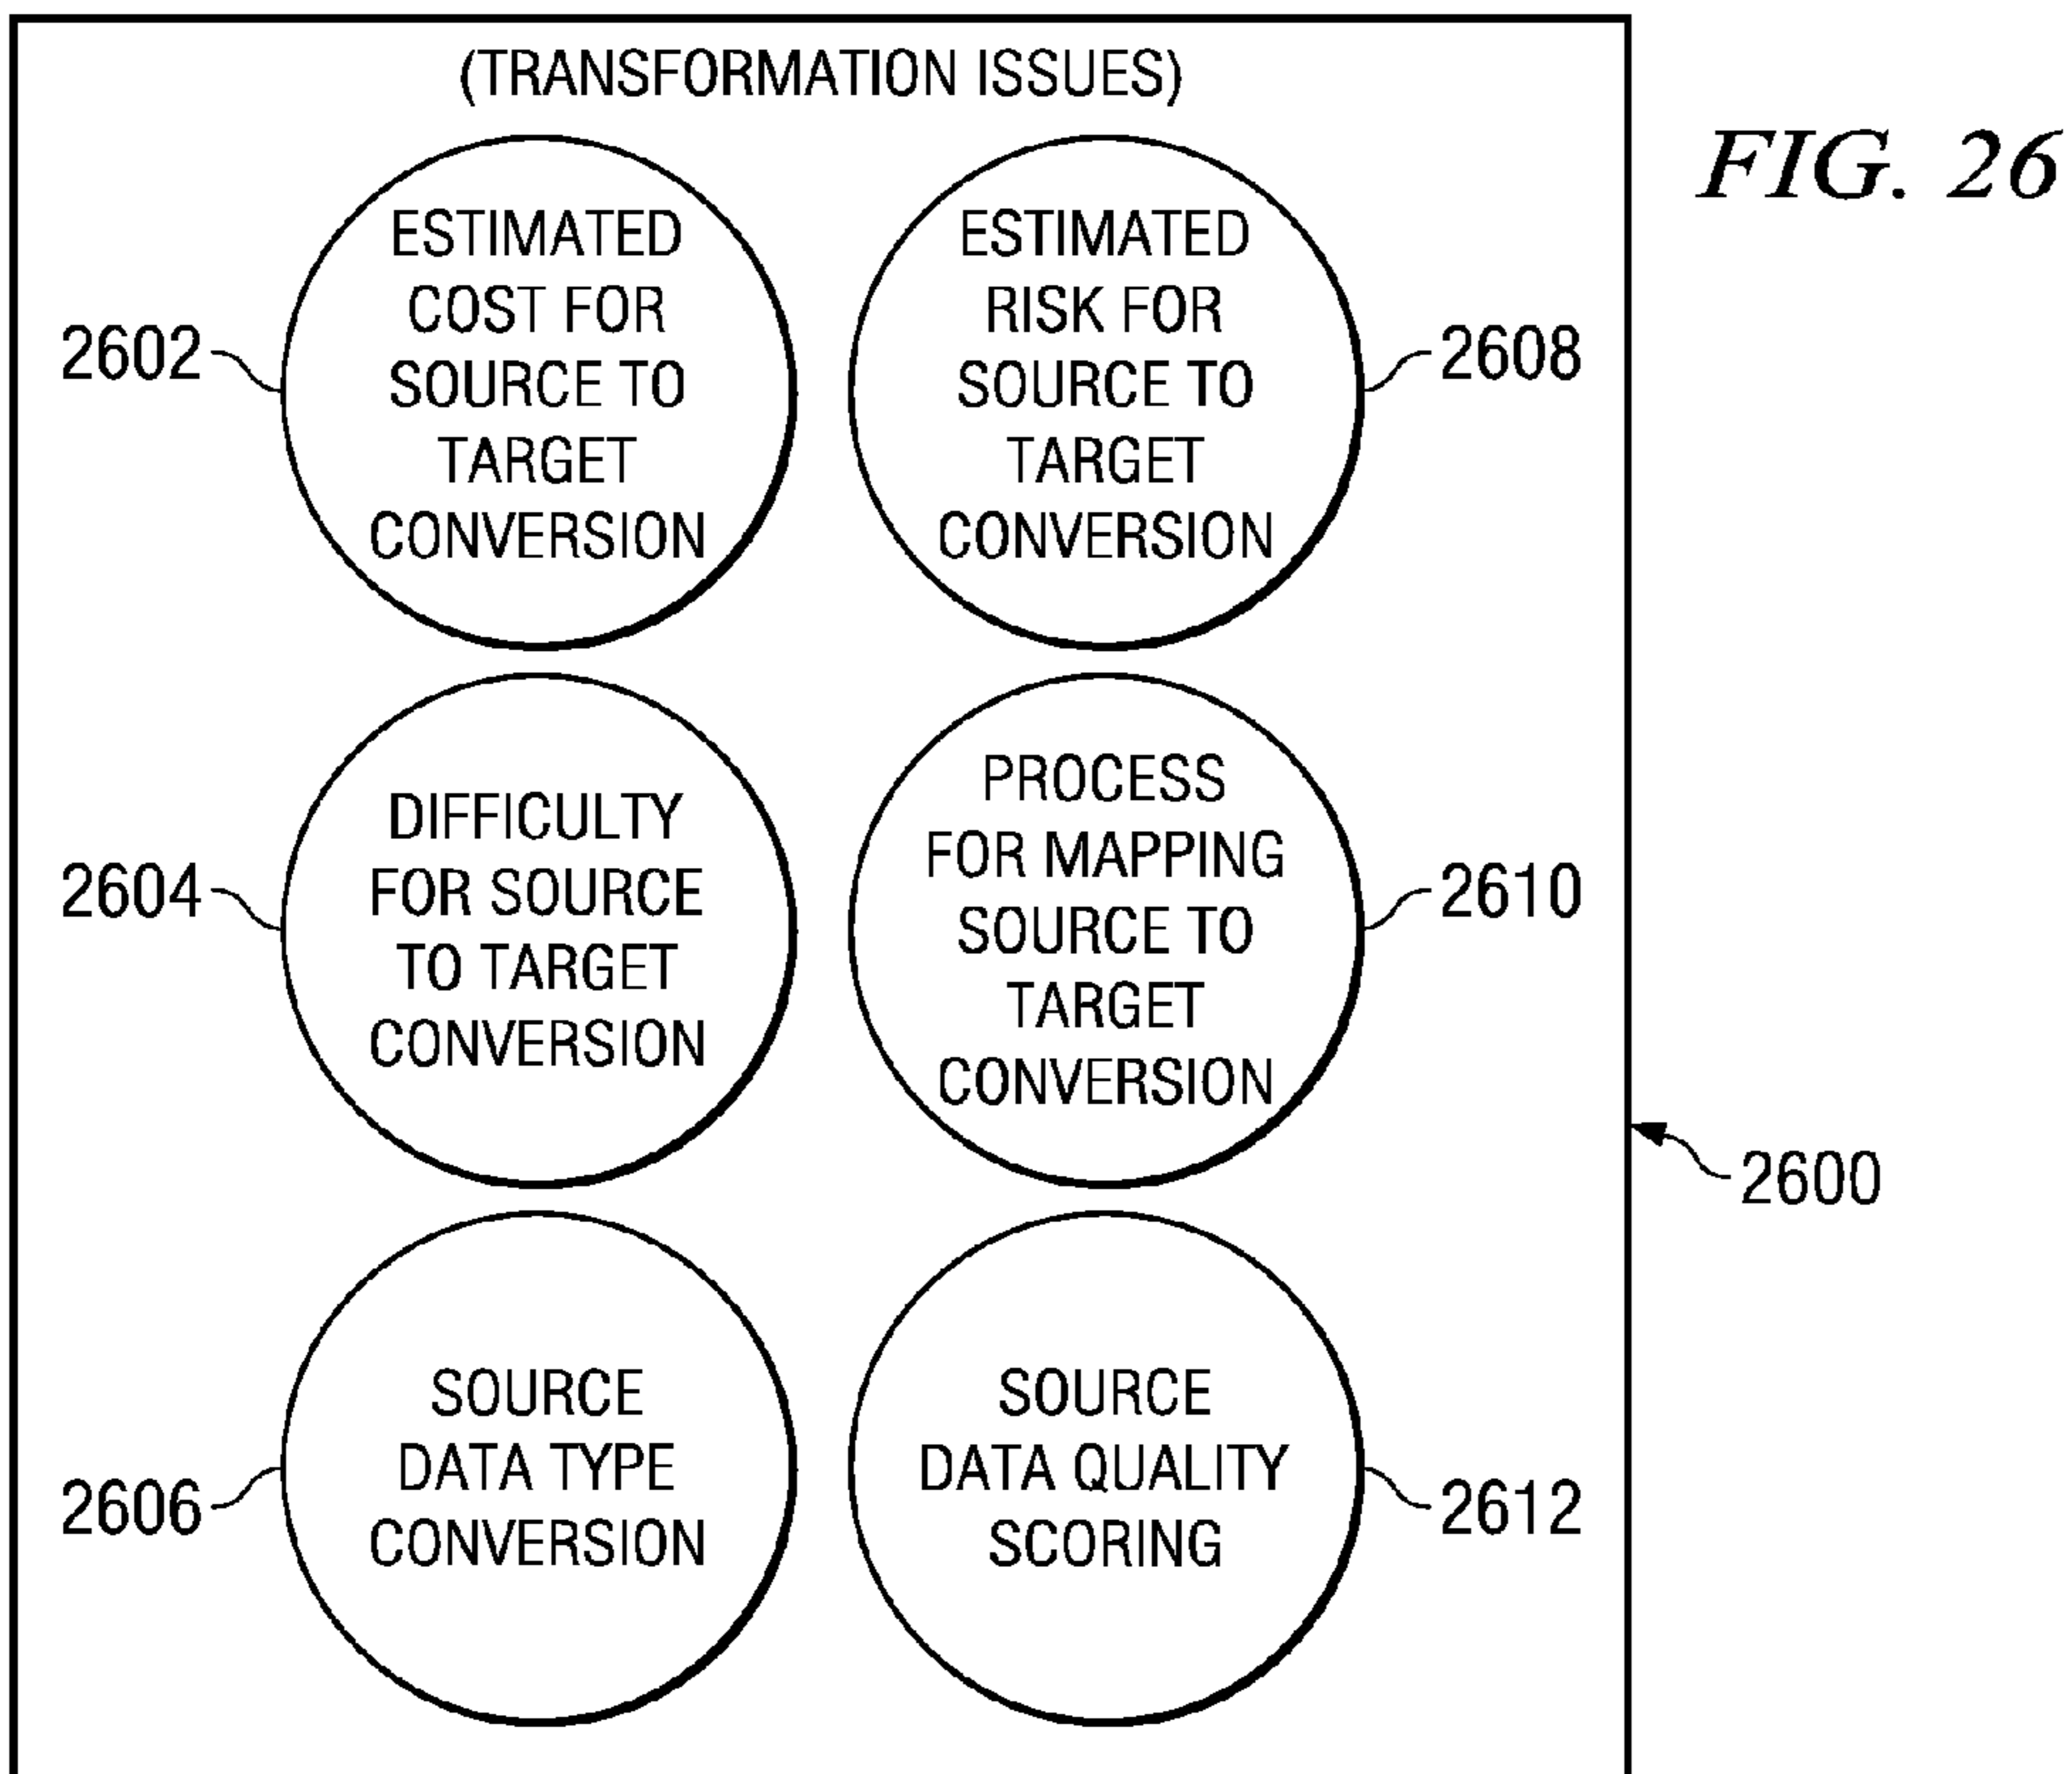 (TRANSFORMATION ISSUES)
FIG. 26
ESTIMATED
COST FOR
SOURCE TO
TARGET
CONVERSION
2602
ESTIMATED
RISK FOR
SOURCE TO
TARGET
CONVERSION
2608
DIFFICULTY
FOR SOURCE
TO TARGET
CONVERSION
2604
PROCESS
FOR MAPPING
SOURCE TO
TARGET
CONVERSION
2610
2600
SOURCE
DATA TYPE
CONVERSION
2606
SOURCE
DATA QUALITY
SCORING
2612